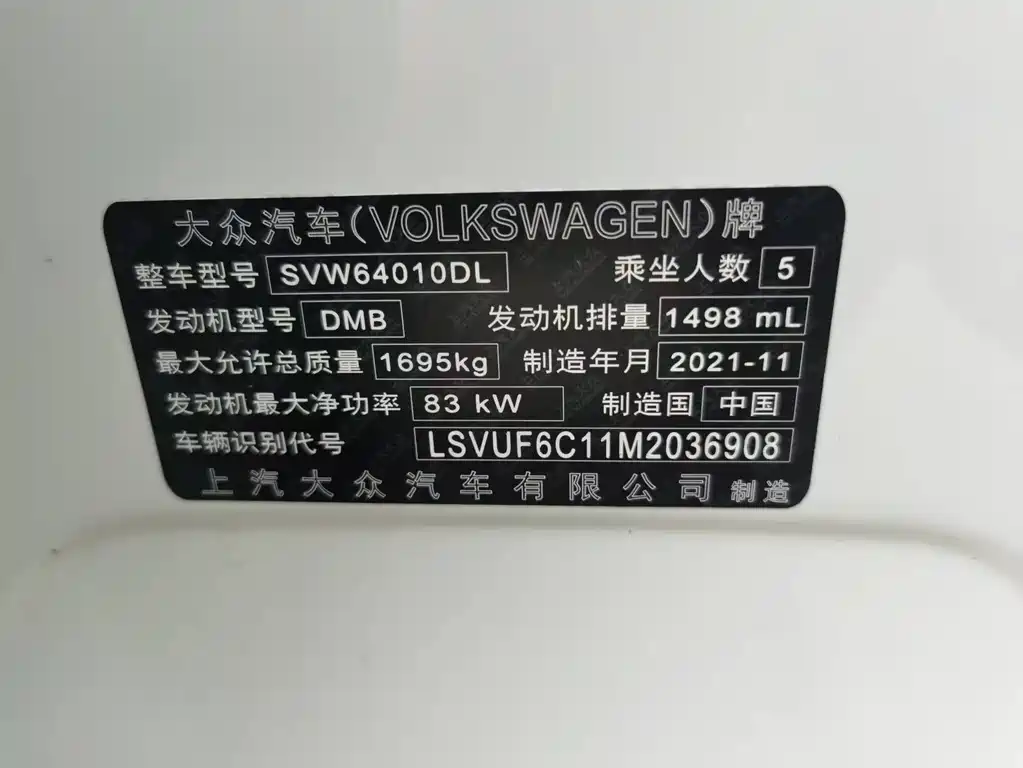 大众汽车(VOLKSWAGEN)牌
整车型号 SVW64010DL 乘坐人数 5
发动机型号 DMB 发动机排量 1498 mL
最大允许总质量 1695kg 制造年月 2021-11
发动机最大净功率 83 kW 制造国 中国
车辆识别代号 LSVUF6C11M2036908
上汽大众汽车有限公司 制造